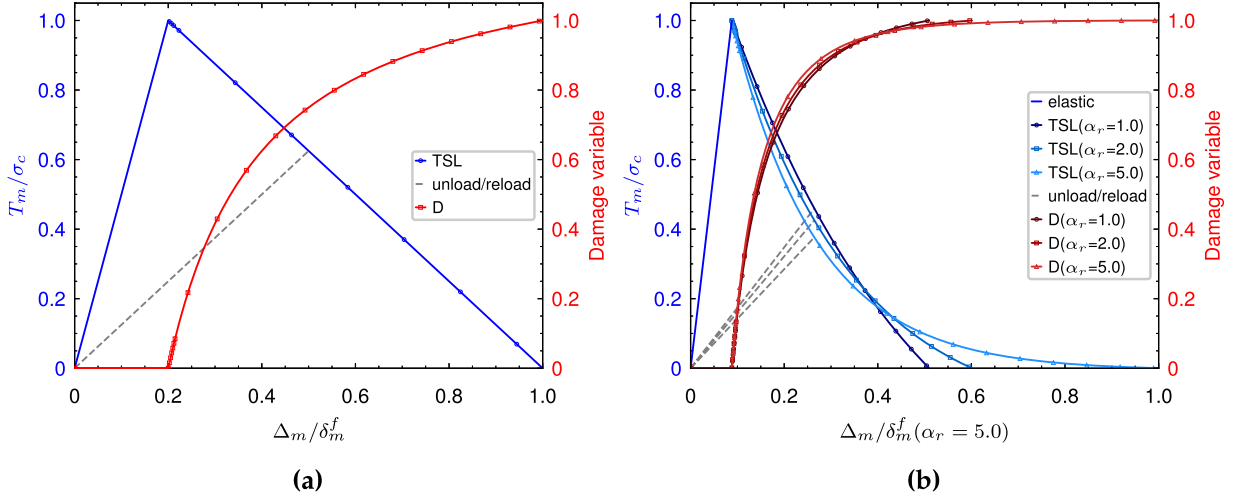 1.0
0.8
0.6
0.4
0.2
0
T_m/σ_c
1.0
0.8
0.6
0.4
0.2
0
Damage variable
TSL
unload/reload
D
0 0.2 0.4 0.6 0.8 1.0
Δ_m/δ_m^f
(a)
1.0
0.8
0.6
0.4
0.2
0
T_m/σ_c
1.0
0.8
0.6
0.4
0.2
0
Damage variable
elastic
TSL(α_r=1.0)
TSL(α_r=2.0)
TSL(α_r=5.0)
unload/reload
D(α_r=1.0)
D(α_r=2.0)
D(α_r=5.0)
0 0.2 0.4 0.6 0.8 1.0
Δ_m/δ_m^f(α_r = 5.0)
(b)